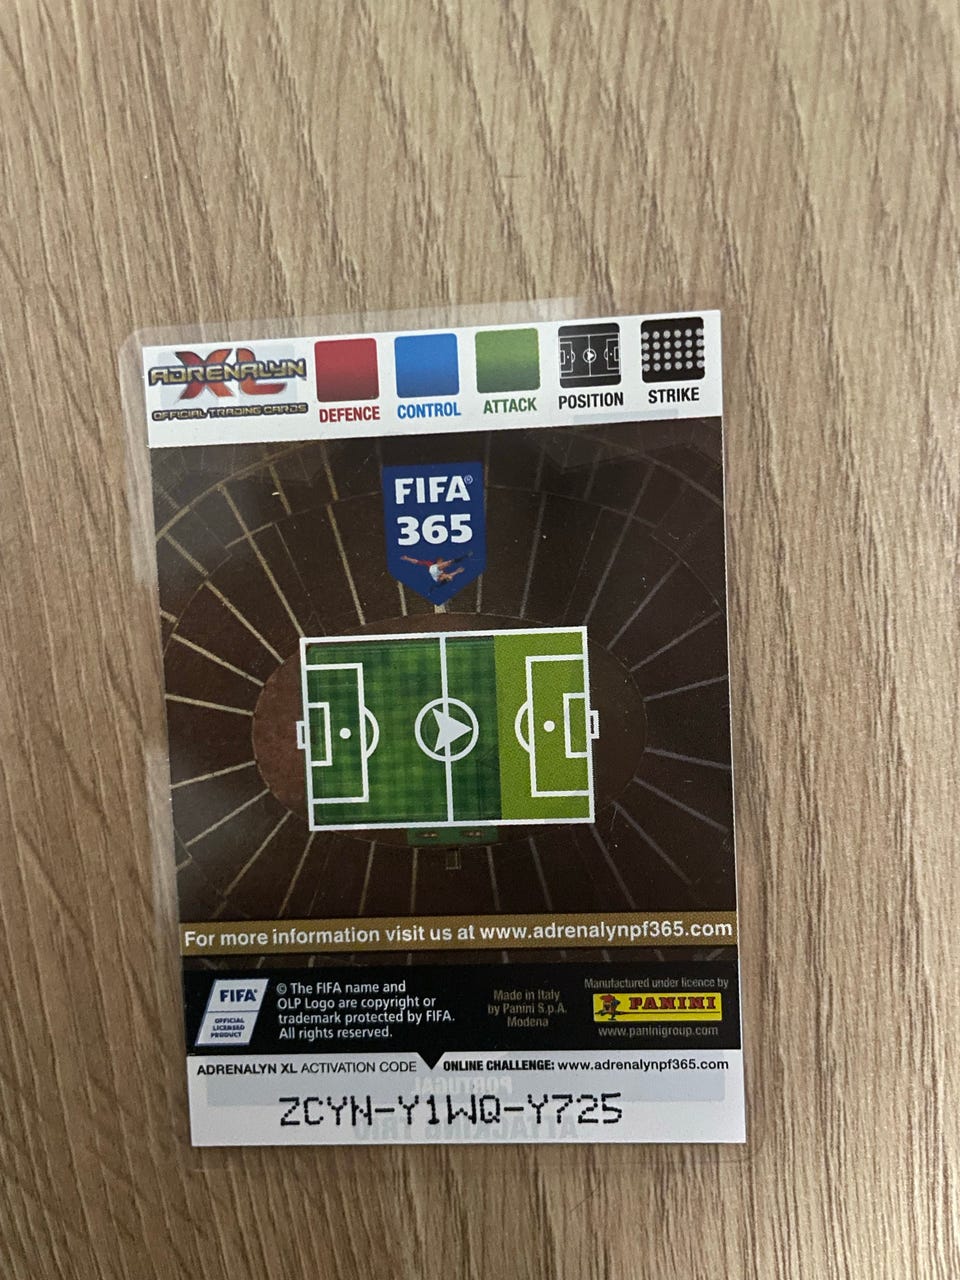 ADRENALYN XL
OFFICIAL TRADING CARDS
DEFENCE
CONTROL
ATTACK
POSITION
STRIKE
FIFA®
365
For more information visit us at www.adrenalynpf365.com
FIFA®
OFFICIAL
LICENSED
PRODUCT
© The FIFA name and
OLP Logo are copyright or
trademark protected by FIFA.
All rights reserved.
Made in Italy
by Panini S.p.A.
Modena
Manufactured under licence by
PANINI
www.paninigroup.com
ADRENALYN XL ACTIVATION CODE
ONLINE CHALLENGE: www.adrenalynpf365.com
PORTUGAL
ZCYN-Y1WQ-Y725
ATTACKING TRIO